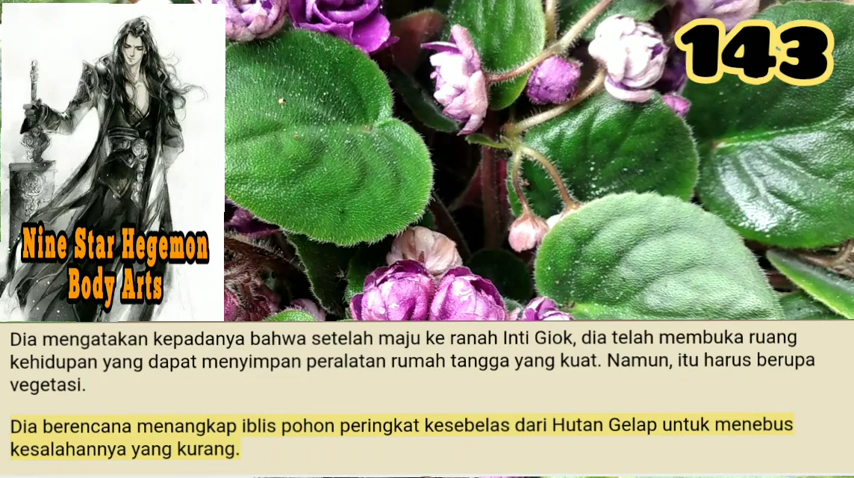 143
Nine Star Hegemon
Body Arts
Dia mengatakan kepadanya bahwa setelah maju ke ranah Inti Giok, dia telah membuka ruang
kehidupan yang dapat menyimpan peralatan rumah tangga yang kuat. Namun, itu harus berupa
vegetasi.
Dia berencana menangkap iblis pohon peringkat kesebelas dari Hutan Gelap untuk menebus
kesalahannya yang kurang.